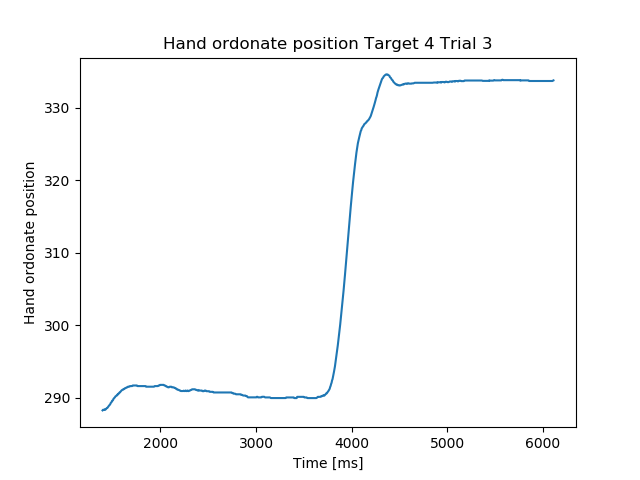 Hand ordonate position Target 4 Trial 3
Hand ordonate position
330
320
310
300
290
2000 3000 4000 5000 6000
Time [ms]